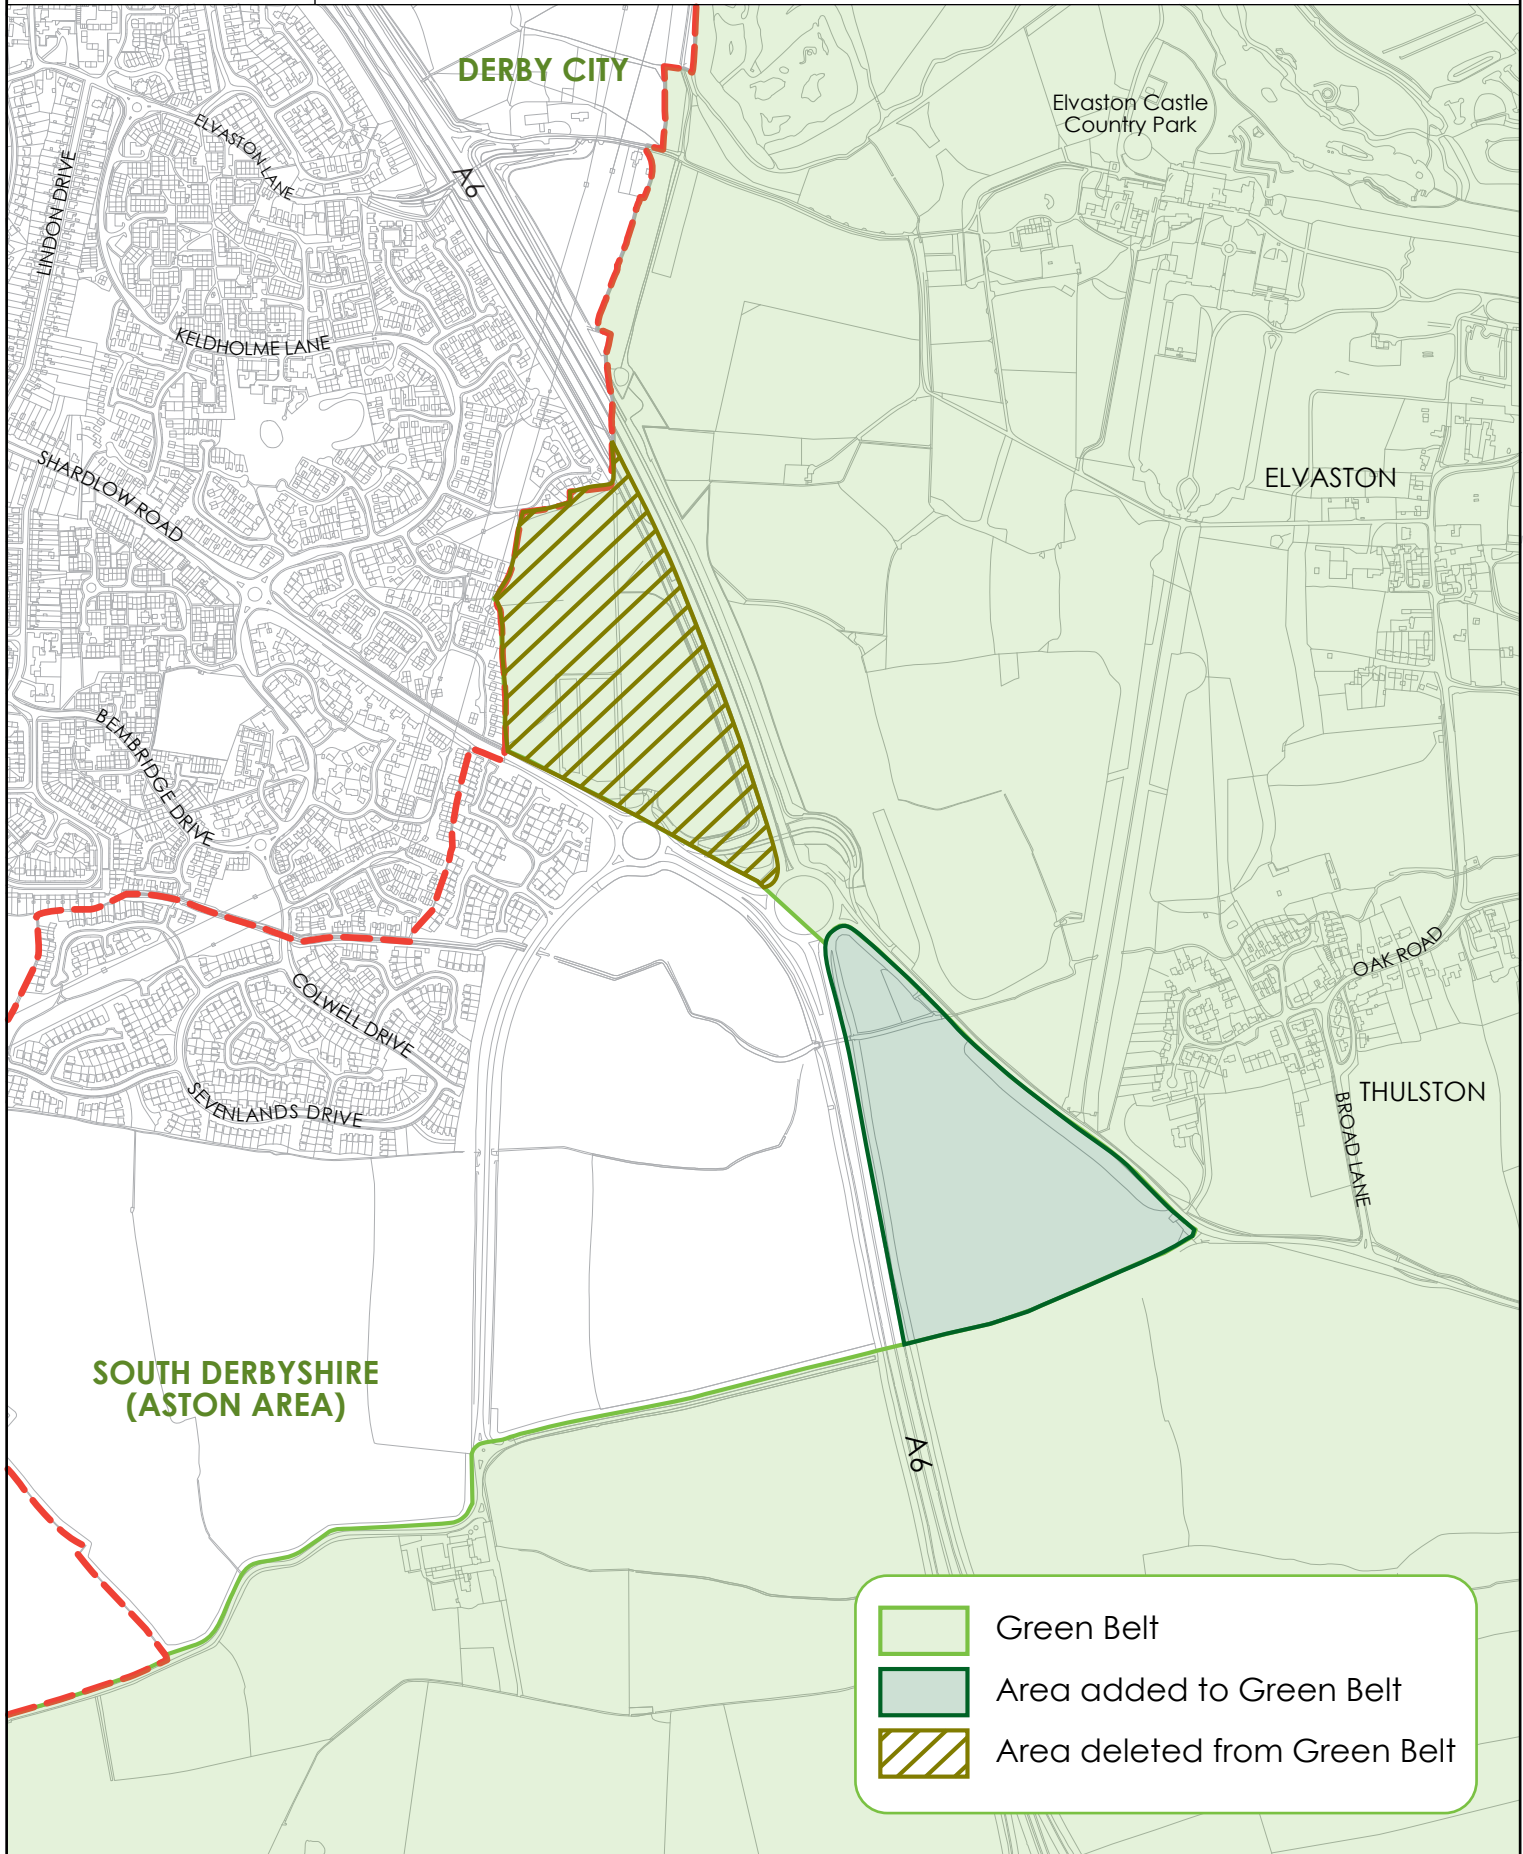 DERBY CITY
Elvaston Castle
Country Park
ELVASTON LANE
A6
LINDON DRIVE
KELDHOLME LANE
SHARDLOW ROAD
ELVASTON
BEMBRIDGE DRIVE
OAK ROAD
COLWELL DRIVE
SEVENLANDS DRIVE
THULSTON
BROAD LANE
SOUTH DERBYSHIRE
(ASTON AREA)
A6
Green Belt
Area added to Green Belt
Area deleted from Green Belt